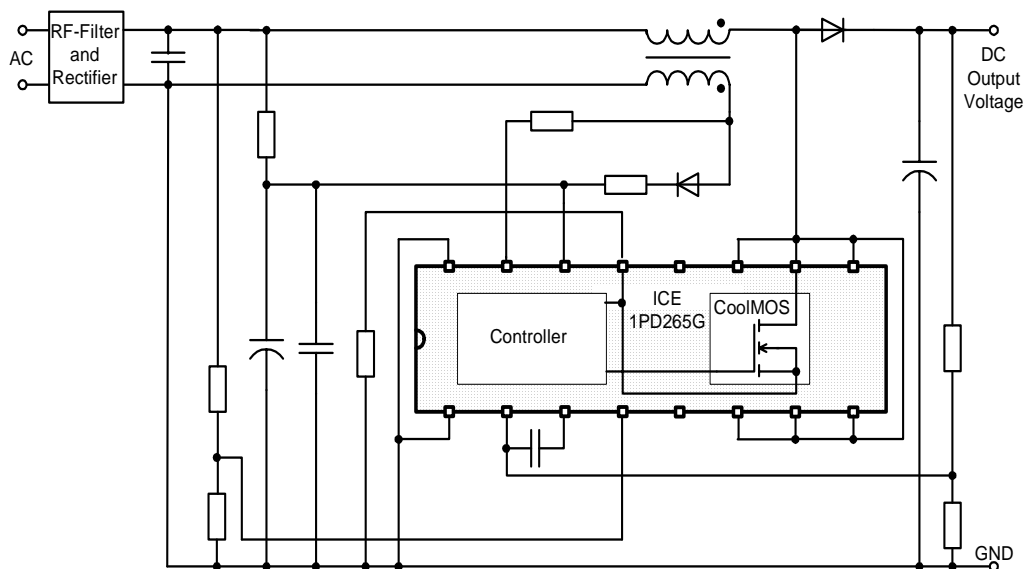 RF-Filter
and
Rectifier
AC
DC
Output
Voltage
ICE
1PD265G
CoolMOS
Controller
GND